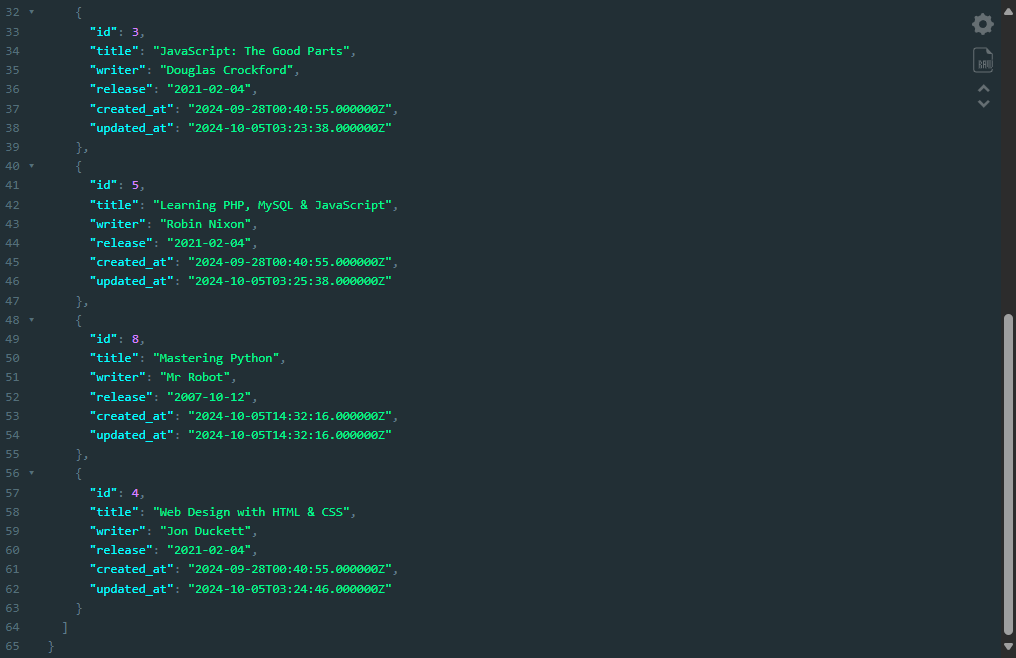 32 {
33 "id": 3,
34 "title": "JavaScript: The Good Parts",
35 "writer": "Douglas Crockford",
36 "release": "2021-02-04",
37 "created_at": "2024-09-28T00:40:55.000000Z",
38 "updated_at": "2024-10-05T03:23:38.000000Z"
39 },
40 {
41 "id": 5,
42 "title": "Learning PHP, MySQL & JavaScript",
43 "writer": "Robin Nixon",
44 "release": "2021-02-04",
45 "created_at": "2024-09-28T00:40:55.000000Z",
46 "updated_at": "2024-10-05T03:25:38.000000Z"
47 },
48 {
49 "id": 8,
50 "title": "Mastering Python",
51 "writer": "Mr Robot",
52 "release": "2007-10-12",
53 "created_at": "2024-10-05T14:32:16.000000Z",
54 "updated_at": "2024-10-05T14:32:16.000000Z"
55 },
56 {
57 "id": 4,
58 "title": "Web Design with HTML & CSS",
59 "writer": "Jon Duckett",
60 "release": "2021-02-04",
61 "created_at": "2024-09-28T00:40:55.000000Z",
62 "updated_at": "2024-10-05T03:24:46.000000Z"
63 }
64 ]
65 }
RAW